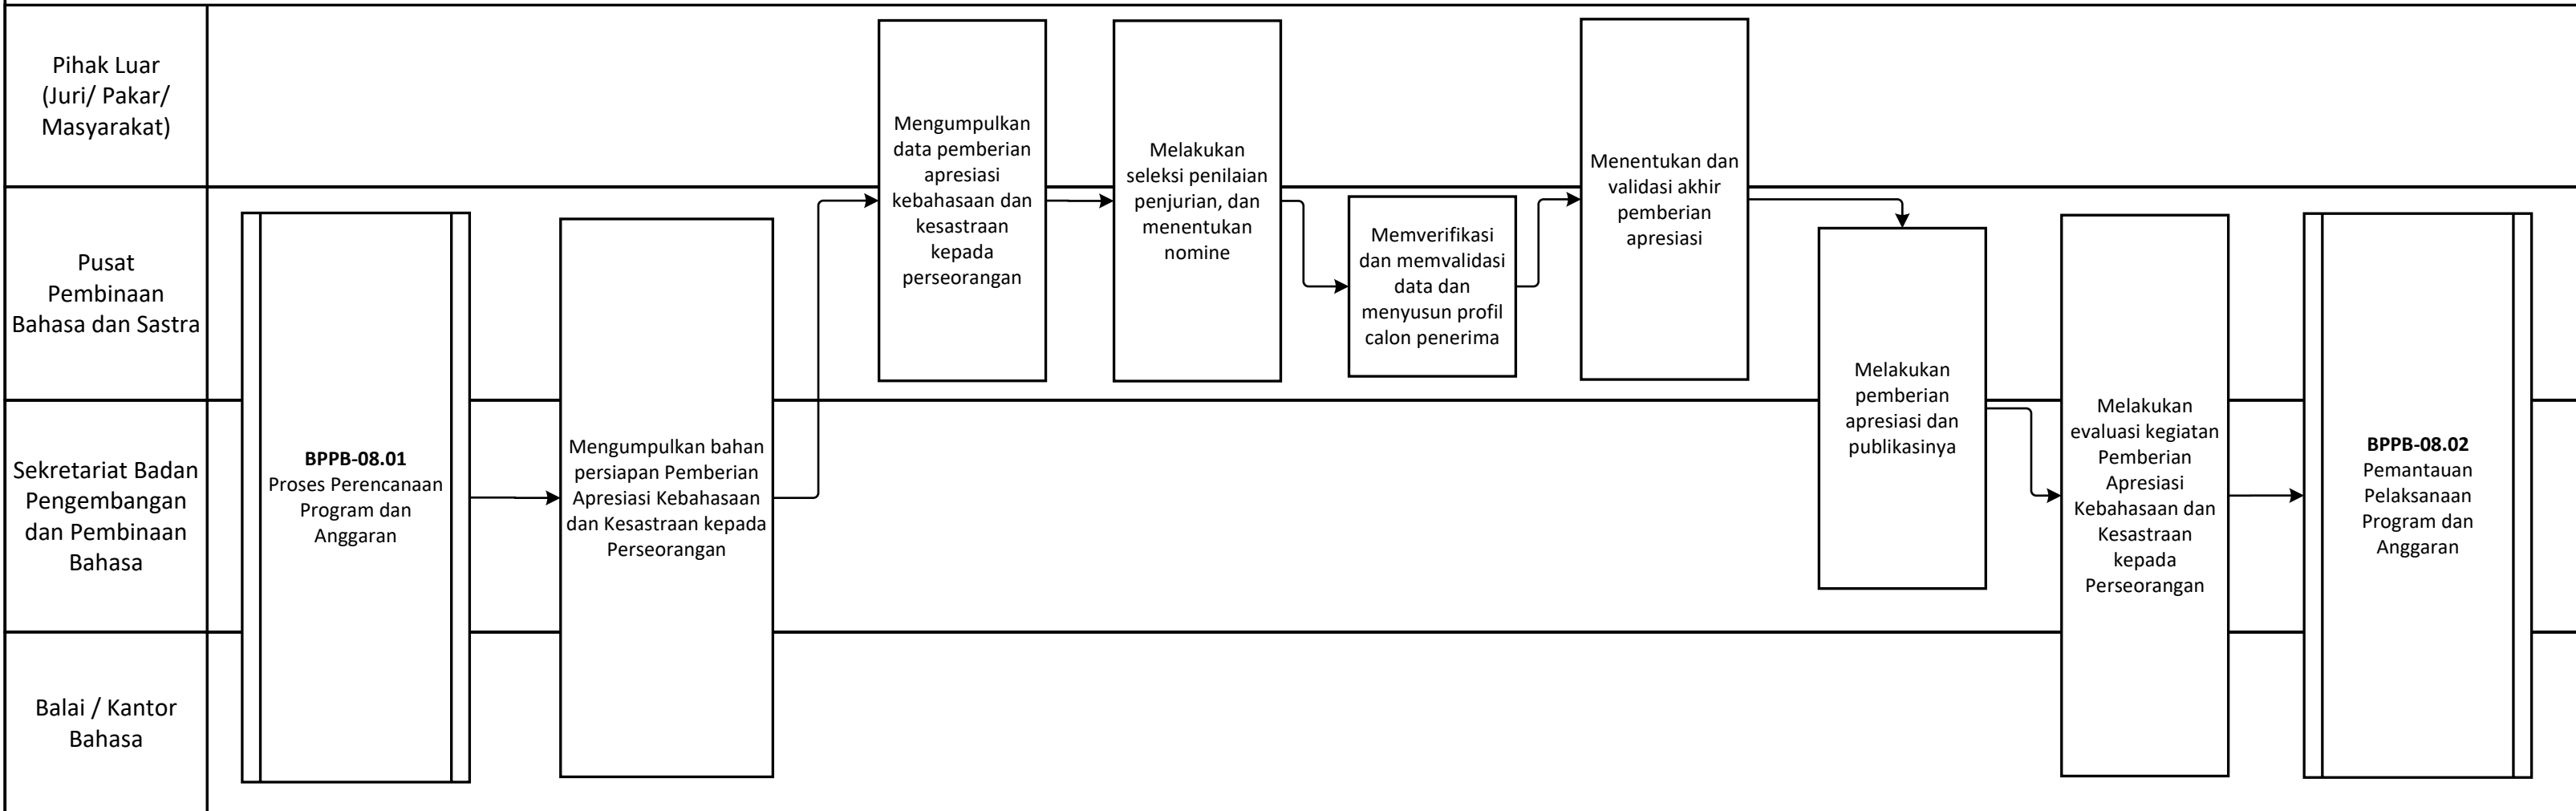 Pihak Luar
(Juri/ Pakar/
Masyarakat)
Pusat
Pembinaan
Bahasa dan Sastra
Sekretariat Badan
Pengembangan
dan Pembinaan
Bahasa
Balai / Kantor
Bahasa
BPPB-08.01
Proses Perencanaan
Program dan
Anggaran
Mengumpulkan bahan
persiapan Pemberian
Apresiasi Kebahasaan
dan Kesastraan kepada
Perseorangan
Mengumpulkan
data pemberian
apresiasi
kebahasaan dan
kesastraan
kepada
perseorangan
Melakukan
seleksi penilaian
penjurian, dan
menentukan
nomine
Memverifikasi
dan memvalidasi
data dan
menyusun profil
calon penerima
Menentukan dan
validasi akhir
pemberian
apresiasi
Melakukan
pemberian
apresiasi dan
publikasinya
Melakukan
evaluasi kegiatan
Pemberian
Apresiasi
Kebahasaan dan
Kesastraan
kepada
Perseorangan
BPPB-08.02
Pemantauan
Pelaksanaan
Program dan
Anggaran